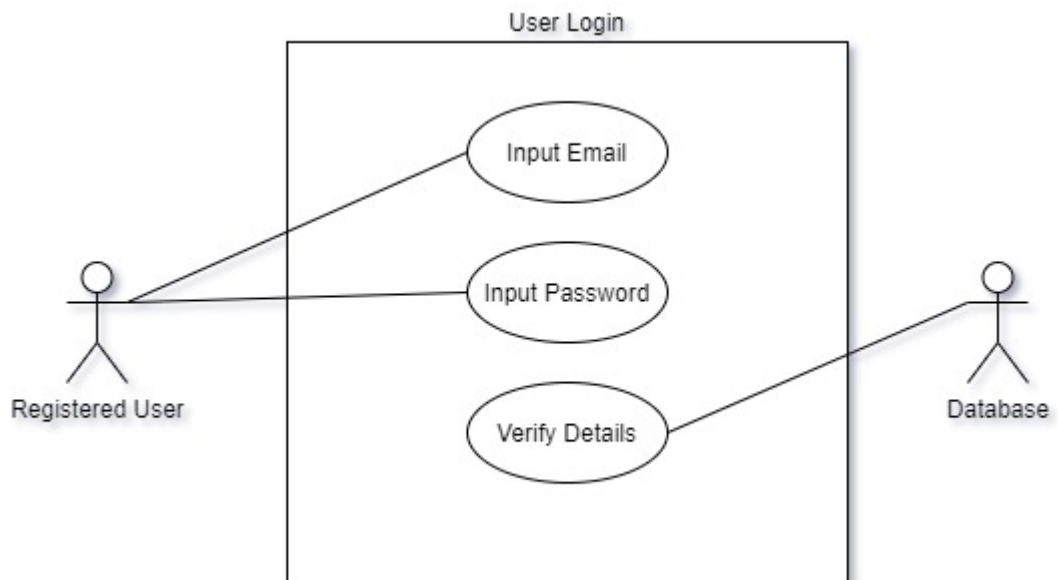 User Login
Input Email
Input Password
Registered User
Database
Verify Details